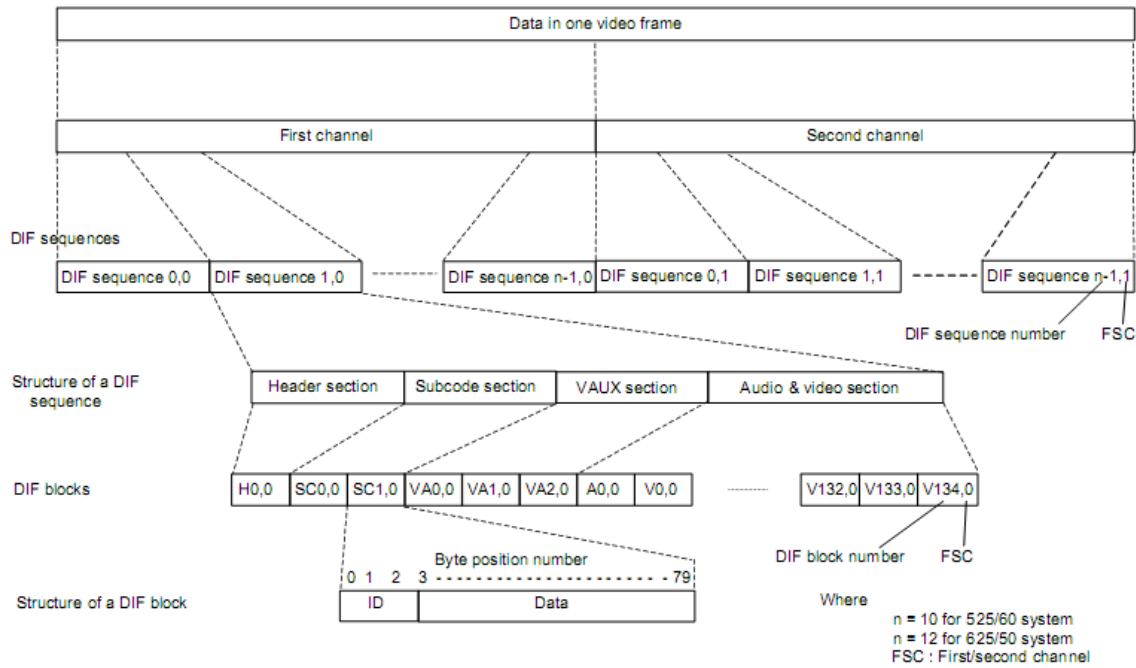 Data in one video frame
First channel
Second channel
DIF sequences
DIF sequence 0,0
DIF sequence 1,0
DIF sequence n-1,0
DIF sequence 0,1
DIF sequence 1,1
DIF sequence n-1,1
DIF sequence number
FSC
Structure of a DIF
sequence
Header section
Subcode section
VAUX section
Audio & video section
DIF blocks
H0,0
SC0,0
SC1,0
VA0,0
VA1,0
VA2,0
A0,0
V0,0
V132,0
V133,0
V134,0
DIF block number
FSC
Byte position number
0 1 2 3 - - - - - - - - - - - - - - - - - - - - - - - - 79
Structure of a DIF block
ID
Data
Where
n = 10 for 525/60 system
n = 12 for 625/50 system
FSC : First/second channel